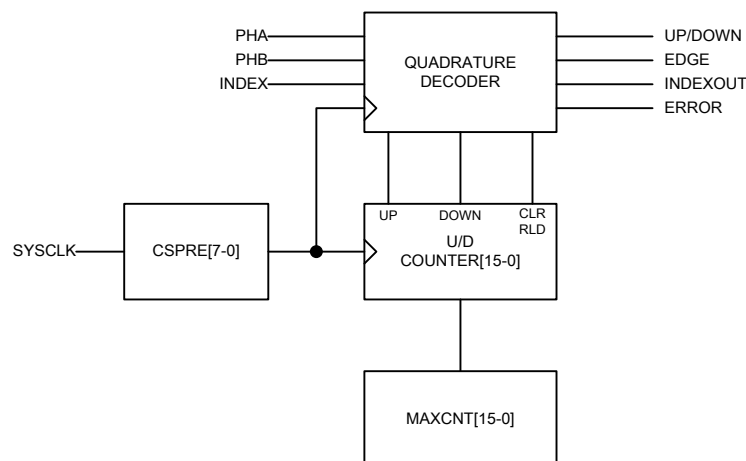 PHA
PHB
INDEX
QUADRATURE
DECODER
UP/DOWN
EDGE
INDEXOUT
ERROR
SYSCLK
CSPRE[7-0]
UP
DOWN
CLR
RLD
U/D
COUNTER[15-0]
MAXCNT[15-0]